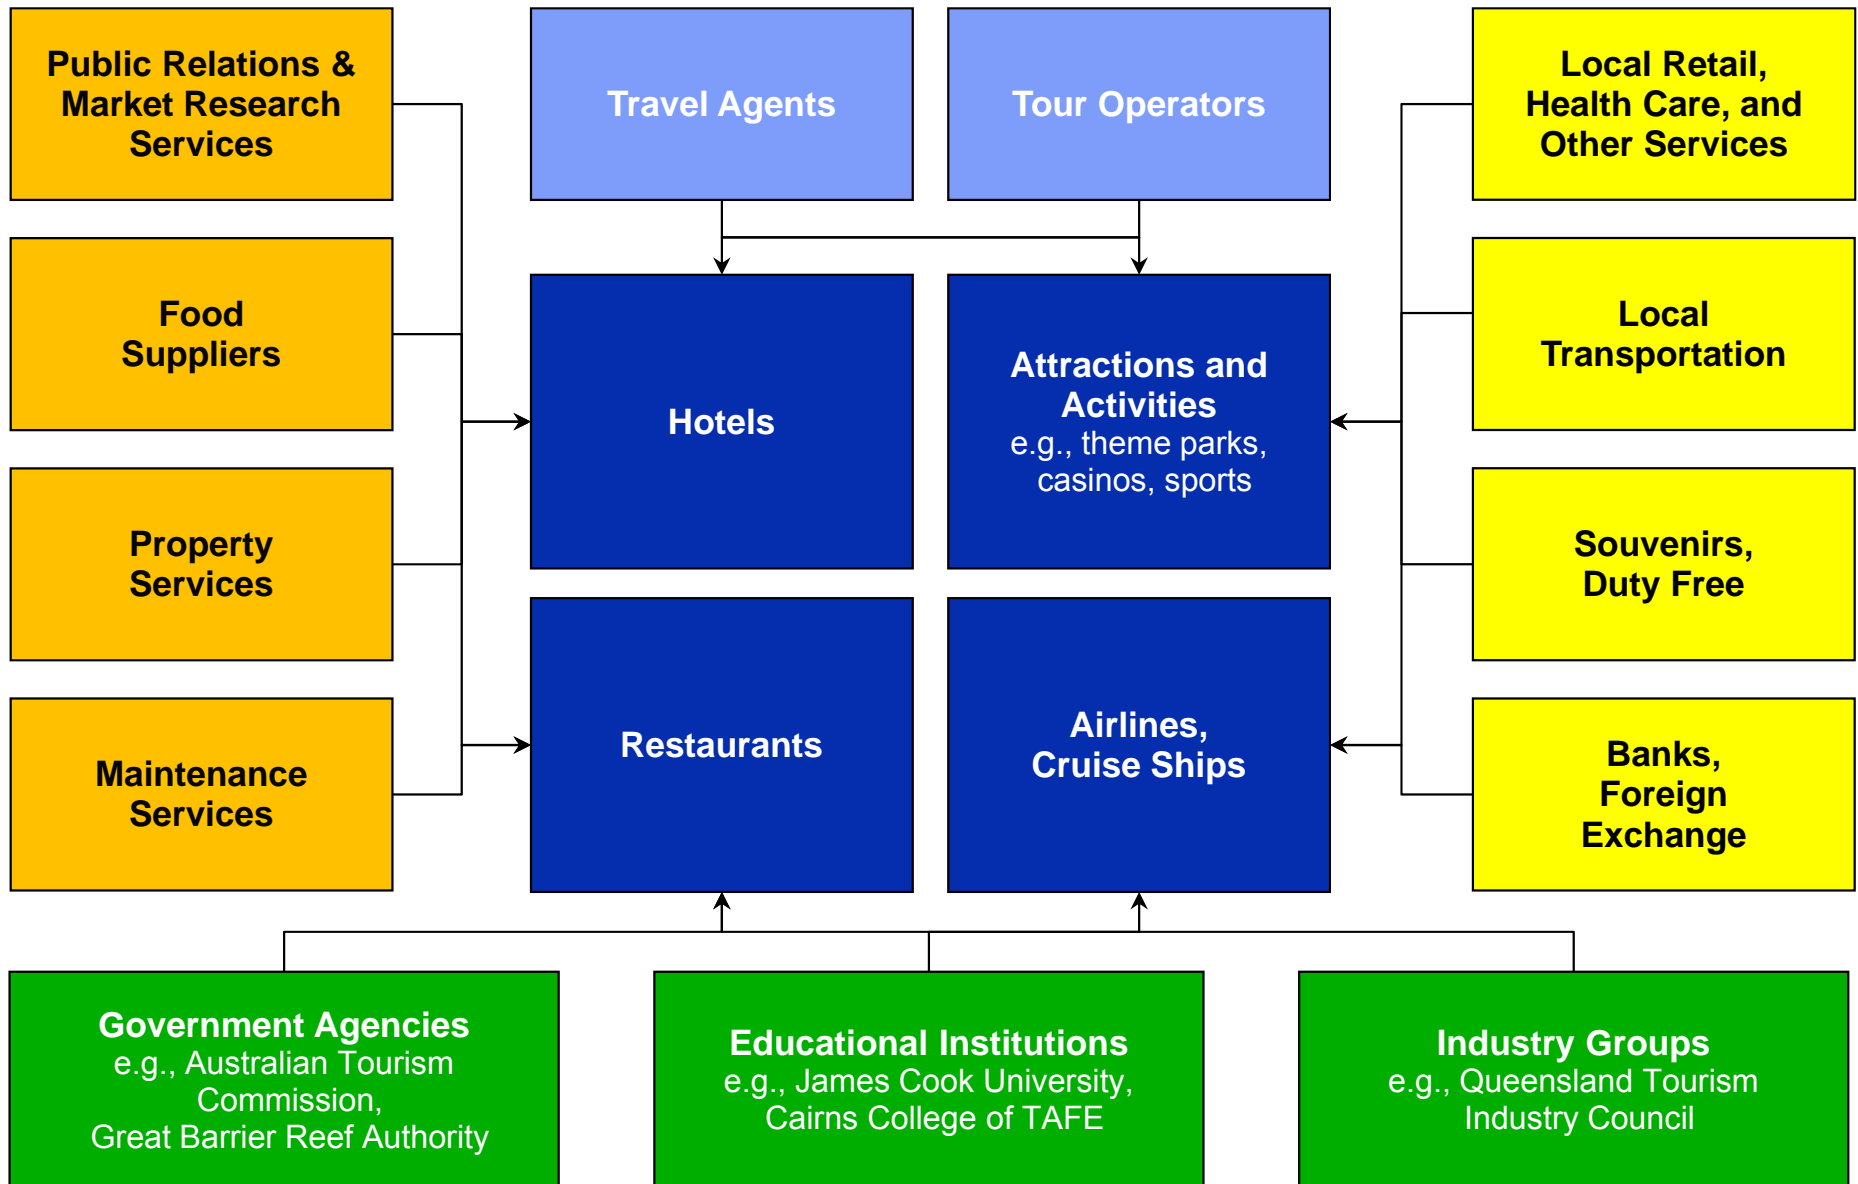 Public Relations &
Market Research
Services
Travel Agents
Tour Operators
Local Retail,
Health Care, and
Other Services
Food
Suppliers
Hotels
Attractions and
Activities
e.g., theme parks,
casinos, sports
Local
Transportation
Property
Services
Souvenirs,
Duty Free
Maintenance
Services
Restaurants
Airlines,
Cruise Ships
Banks,
Foreign
Exchange
Government Agencies
e.g., Australian Tourism
Commission,
Great Barrier Reef Authority
Educational Institutions
e.g., James Cook University,
Cairns College of TAFE
Industry Groups
e.g., Queensland Tourism
Industry Council